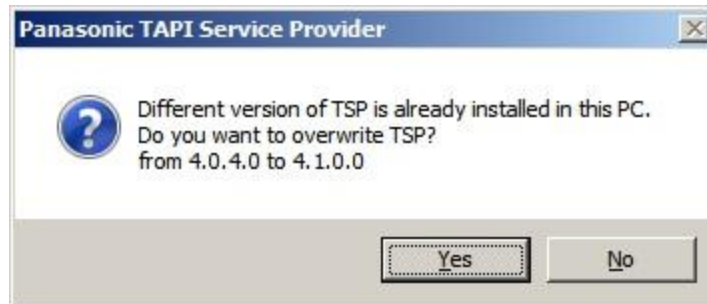 Panasonic TAPI Service Provider
Different version of TSP is already installed in this PC.
Do you want to overwrite TSP?
from 4.0.4.0 to 4.1.0.0
Yes
No